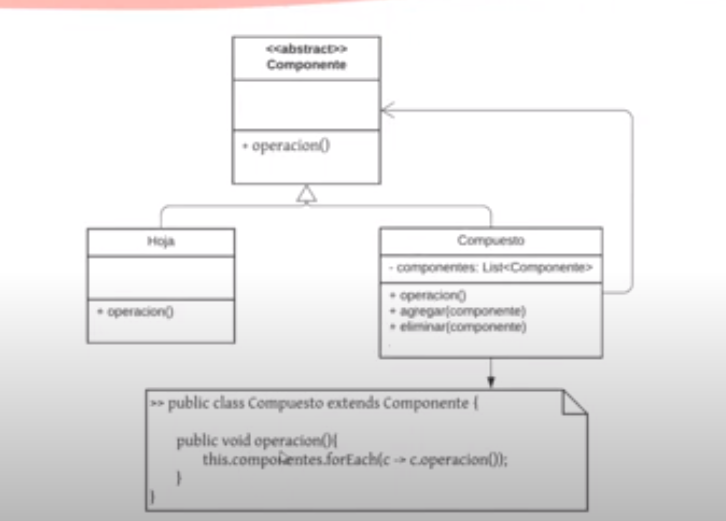 <<abstract>>
Componente
+ operacion()
Hoja
+ operacion()
Compuesto
- componentes: List<Componente>
+ operacion()
+ agregar(componente)
+ eliminar(componente)
>> public class Compuesto extends Componente {
public void operacion(){
this.componentes.forEach(c -> c.operacion());
}
}